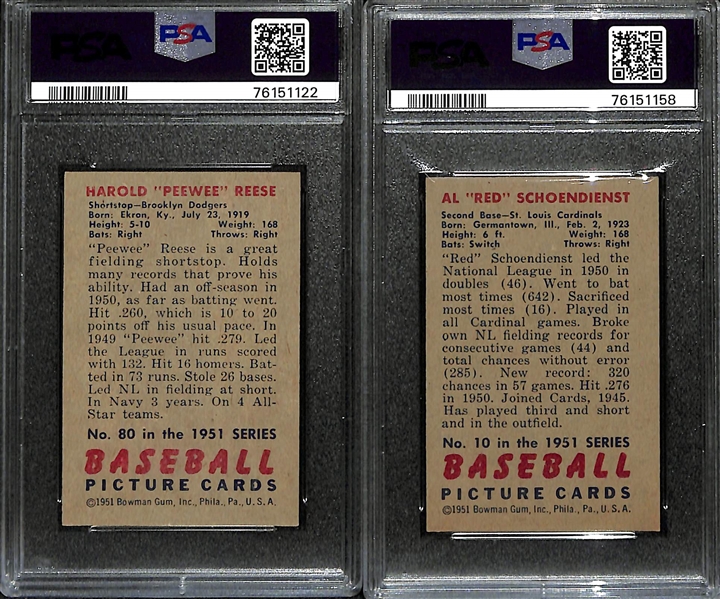 PSA
76151122
HAROLD "PEEWEE" REESE
Shortstop—Brooklyn Dodgers
Born: Ekron, Ky., July 23, 1919
Height: 5-10 Weight: 168
Bats: Right Throws: Right
"Peewee" Reese is a great
fielding shortstop. Holds
many records that prove his
ability. Had an off-season in
1950, as far as batting went.
Hit .260, which is 10 to 20
points off his usual pace. In
1949 "Peewee" hit .279. Led
the League in runs scored
with 132. Hit 16 homers. Bat-
ted in 73 runs. Stole 26 bases.
Led NL in fielding at short.
In Navy 3 years. On 4 All-
Star teams.
No. 80 in the 1951 SERIES
BASEBALL
PICTURE CARDS
©1951 Bowman Gum, Inc., Phila., Pa., U.S.A.
PSA
76151158
AL "RED" SCHOENDIENST
Second Base—St. Louis Cardinals
Born: Germantown, Ill., Feb. 2, 1923
Height: 6 ft. Weight: 168
Bats: Switch Throws: Right
"Red" Schoendienst led the
National League in 1950 in
doubles (46). Went to bat
most times (642). Sacrificed
most times (16). Played in
all Cardinal games. Broke
own NL fielding records for
consecutive games (44) and
total chances without error
(285). New record: 320
chances in 57 games. Hit .276
in 1950. Joined Cards, 1945.
Has played third and short
and in the outfield.
No. 10 in the 1951 SERIES
BASEBALL
PICTURE CARDS
©1951 Bowman Gum, Inc., Phila., Pa., U.S.A.